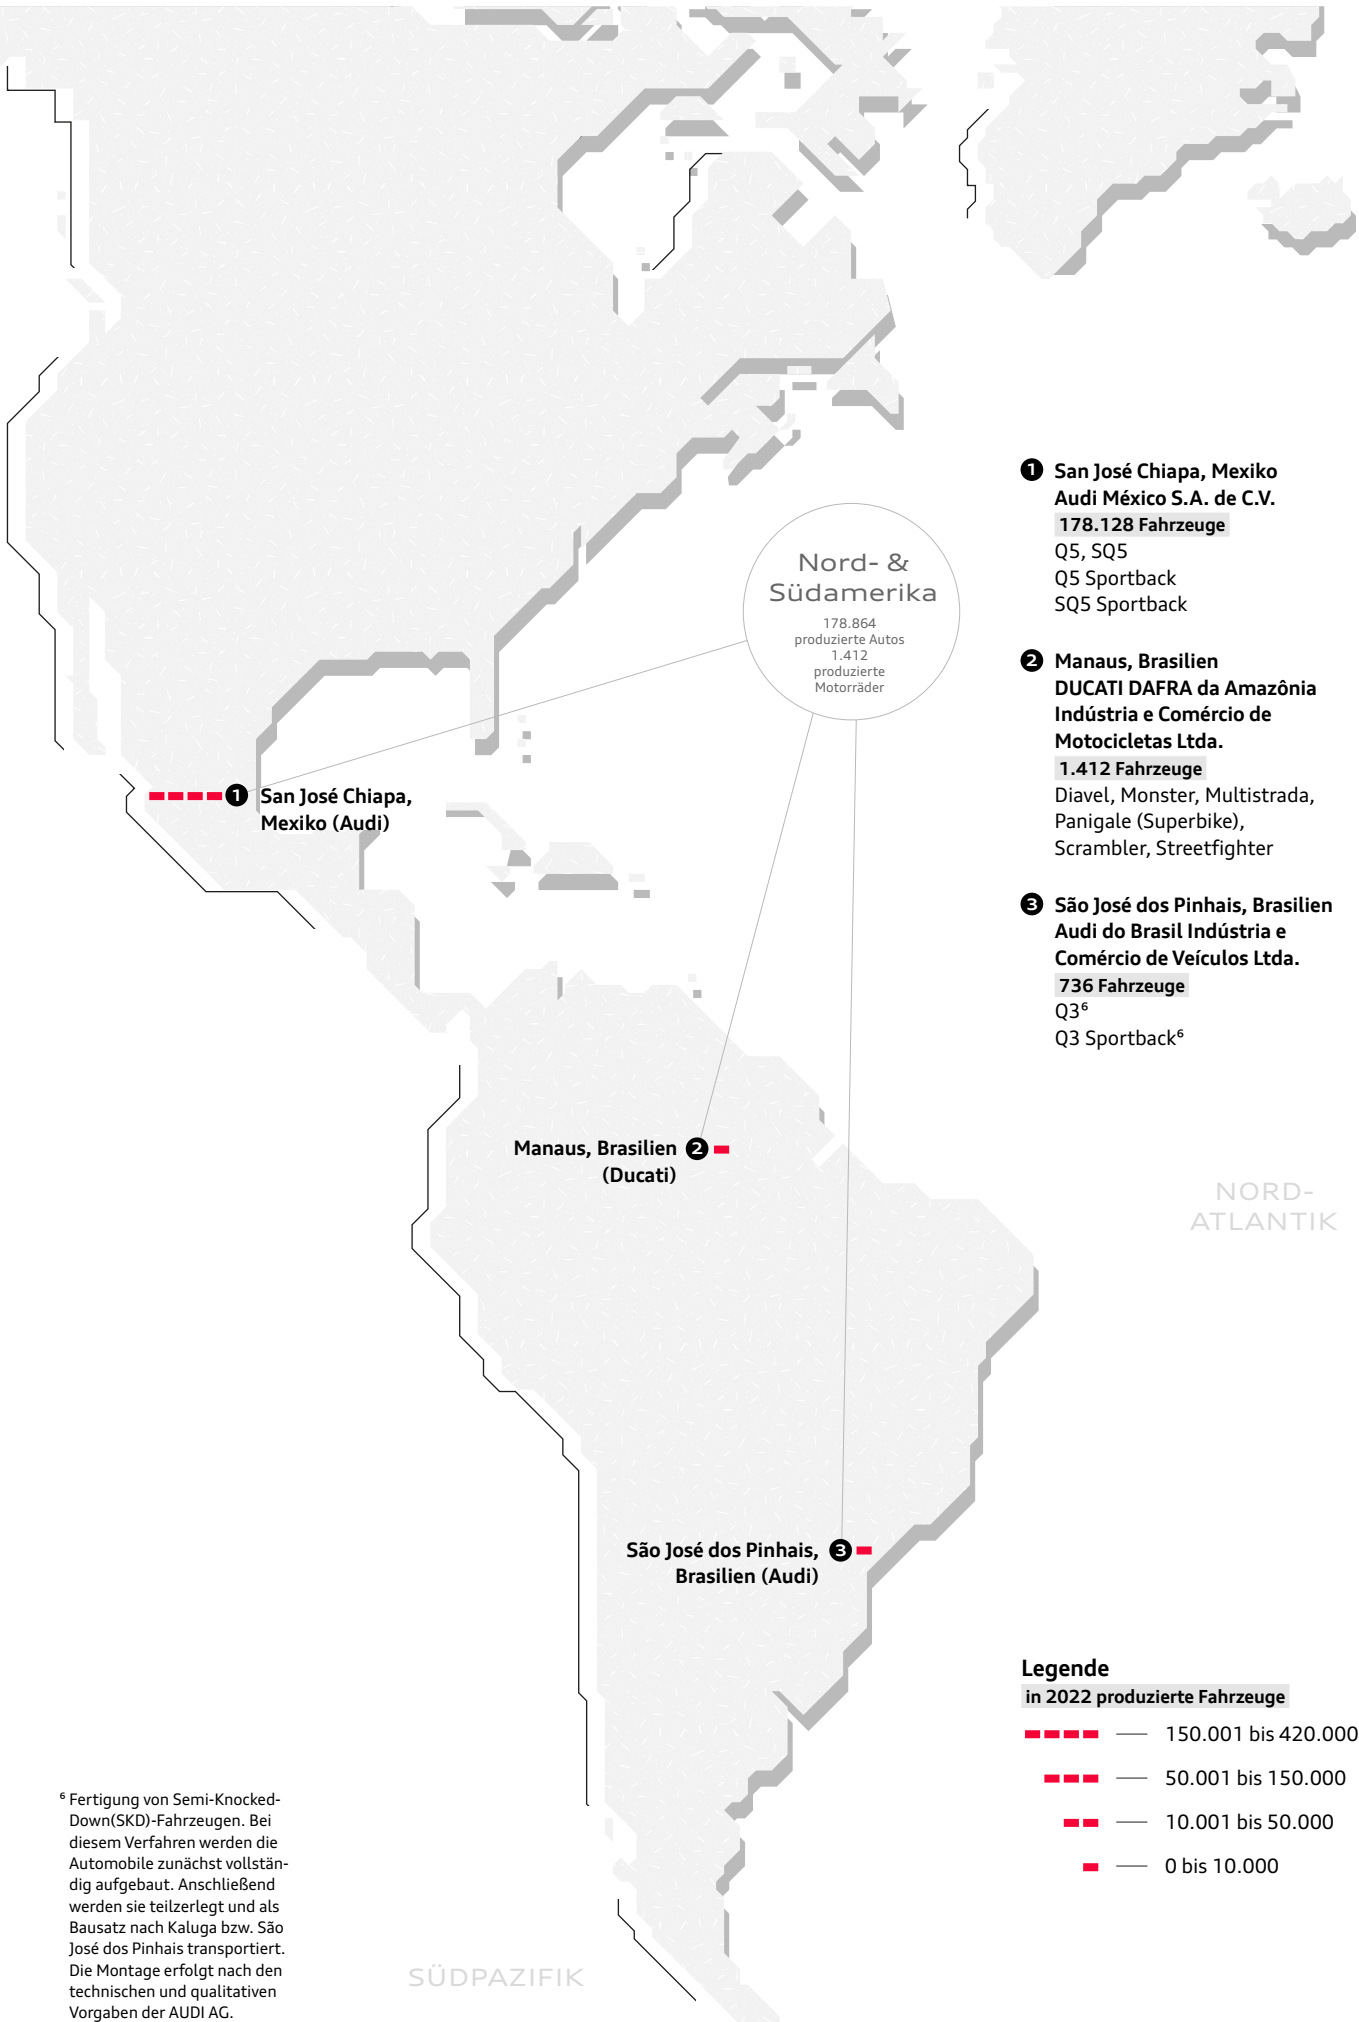 Nord- &
Südamerika
178.864
produzierte Autos
1.412
produzierte
Motorräder
1 San José Chiapa, Mexiko
Audi México S.A. de C.V.
178.128 Fahrzeuge
Q5, SQ5
Q5 Sportback
SQ5 Sportback
2 Manaus, Brasilien
DUCATI DAFRA da Amazônia
Indústria e Comércio de
Motocicletas Ltda.
1.412 Fahrzeuge
Diavel, Monster, Multistrada,
Panigale (Superbike),
Scrambler, Streetfighter
3 São José dos Pinhais, Brasilien
Audi do Brasil Indústria e
Comércio de Veículos Ltda.
736 Fahrzeuge
Q3⁶
Q3 Sportback⁶
1 San José Chiapa,
Mexiko (Audi)
Manaus, Brasilien 2
(Ducati)
NORD-
ATLANTIK
São José dos Pinhais, 3
Brasilien (Audi)
Legende
in 2022 produzierte Fahrzeuge
150.001 bis 420.000
50.001 bis 150.000
10.001 bis 50.000
0 bis 10.000
⁶ Fertigung von Semi-Knocked-
Down(SKD)-Fahrzeugen. Bei
diesem Verfahren werden die
Automobile zunächst vollstän-
dig aufgebaut. Anschließend
werden sie teilzerlegt und als
Bausatz nach Kaluga bzw. São
José dos Pinhais transportiert.
Die Montage erfolgt nach den
technischen und qualitativen
Vorgaben der AUDI AG.
SÜDPAZIFIK